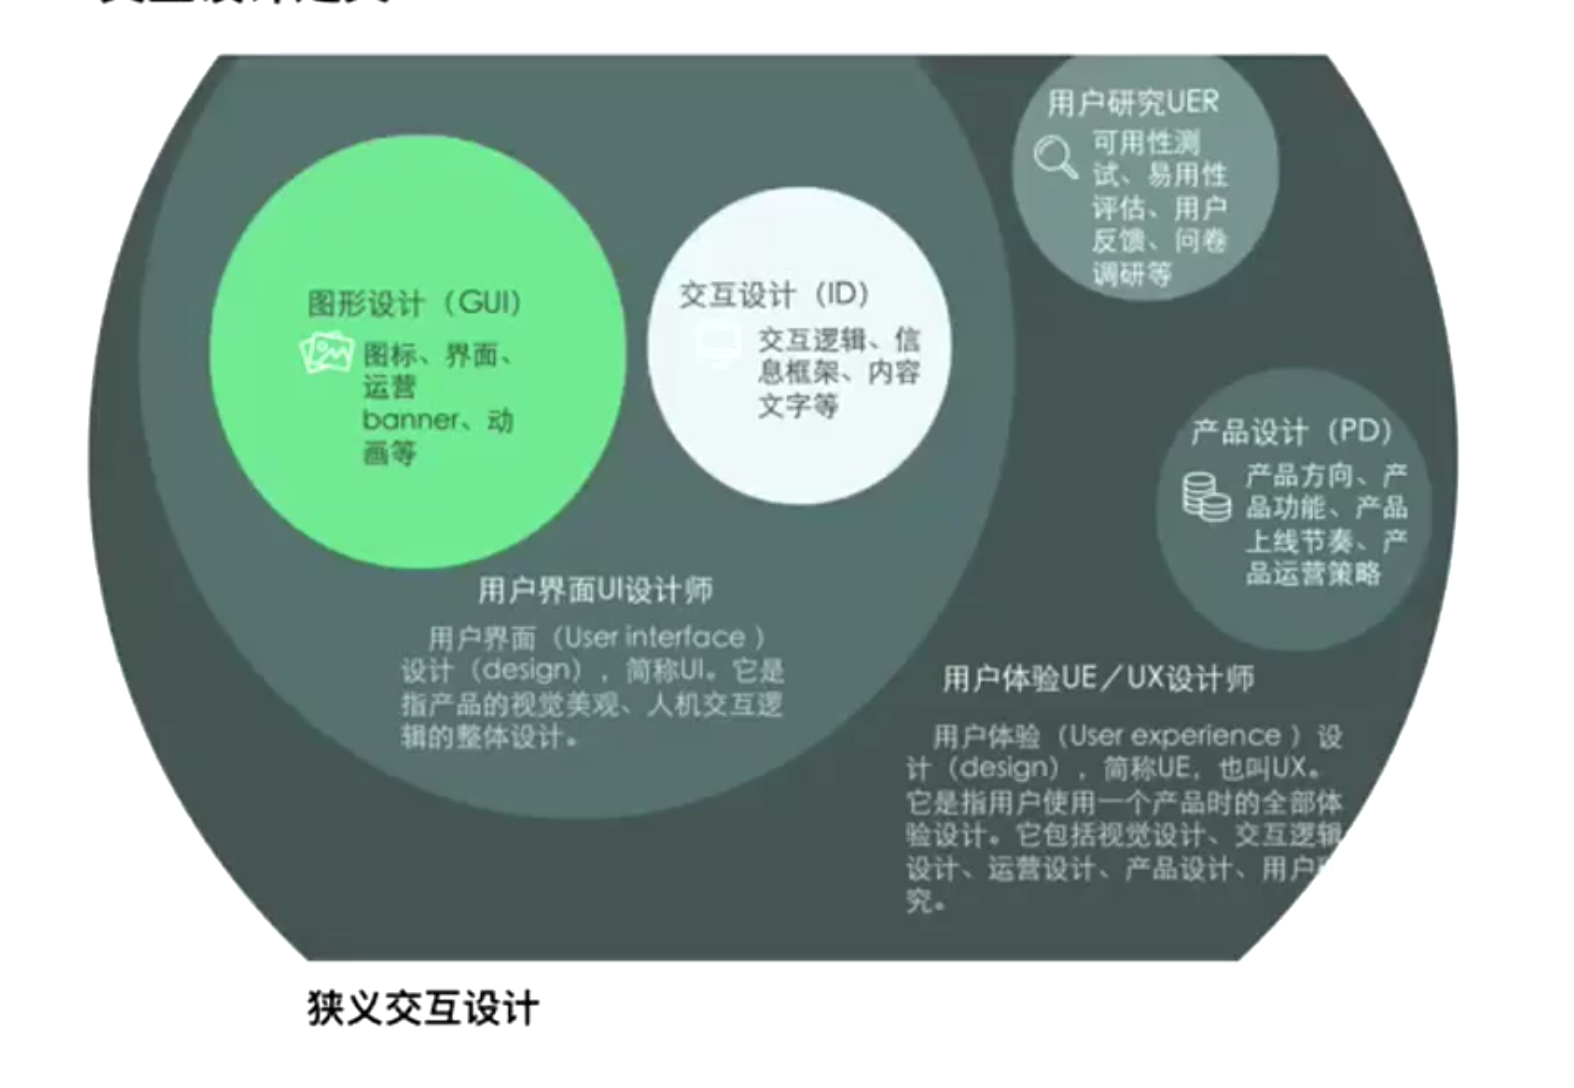 用户研究UER
可用性测
试、易用性
评估、用户
反馈、问卷
调研等
图形设计（GUI）
图标、界面、
运营
banner、动
画等
交互设计（ID）
交互逻辑、信
息框架、内容
文字等
产品设计（PD）
产品方向、产
品功能、产品
上线节奏、产
品运营策略
用户界面UI设计师
用户界面（User interface ）
设计（design），简称UI。它是
指产品的视觉美观、人机交互逻
辑的整体设计。
用户体验UE／UX设计师
用户体验（User experience ）设
计（design），简称UE，也叫UX。
它是指用户使用一个产品时的全部体
验设计。它包括视觉设计、交互逻辑
设计、运营设计、产品设计、用户
究。
狭义交互设计